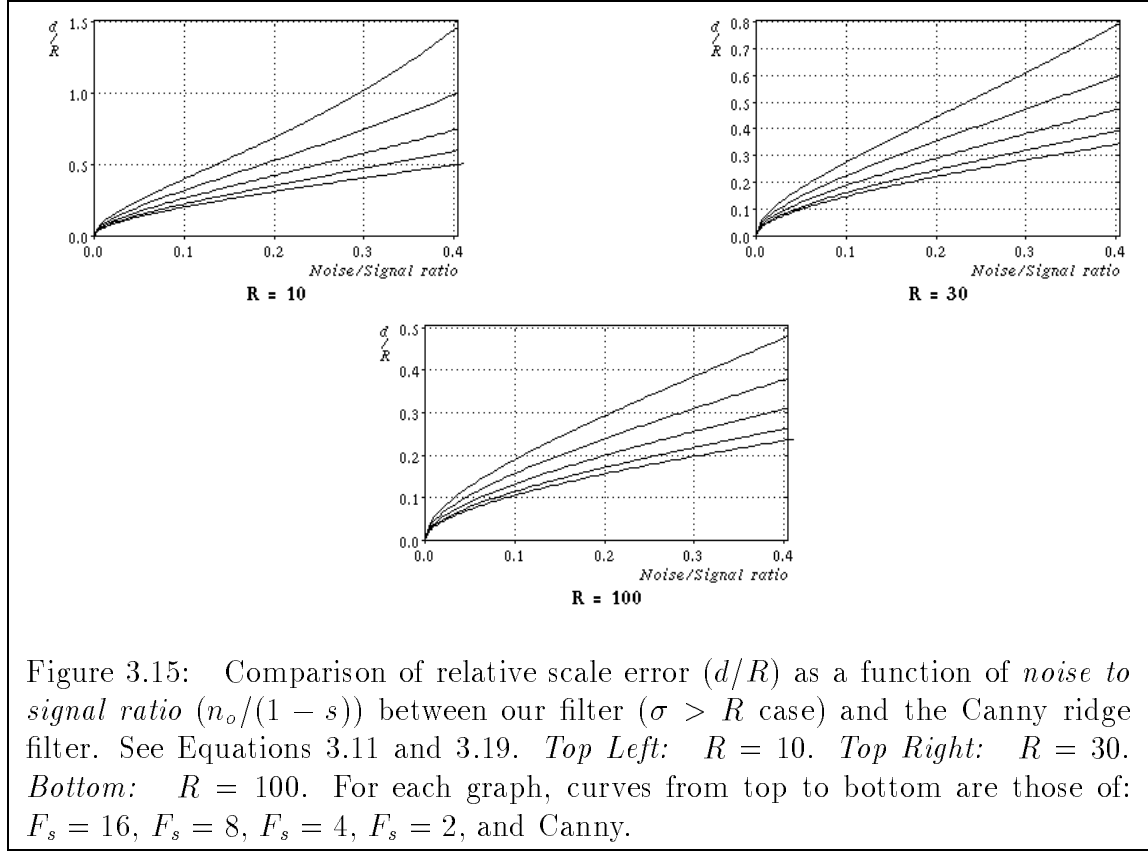 d
/
R
1.5
1.0
0.5
0.0
0.0 0.1 0.2 0.3 0.4
Noise/Signal ratio
R = 10
d
/
R
0.8
0.7
0.6
0.5
0.4
0.3
0.2
0.1
0.0
0.0 0.1 0.2 0.3 0.4
Noise/Signal ratio
R = 30
d
/
R
0.5
0.4
0.3
0.2
0.1
0.0
0.0 0.1 0.2 0.3 0.4
Noise/Signal ratio
R = 100
Figure 3.15: Comparison of relative scale error (d/R) as a function of noise to
signal ratio (nₒ/(1 − s)) between our filter (σ > R case) and the Canny ridge
filter. See Equations 3.11 and 3.19. Top Left: R = 10. Top Right: R = 30.
Bottom: R = 100. For each graph, curves from top to bottom are those of:
Fₛ = 16, Fₛ = 8, Fₛ = 4, Fₛ = 2, and Canny.